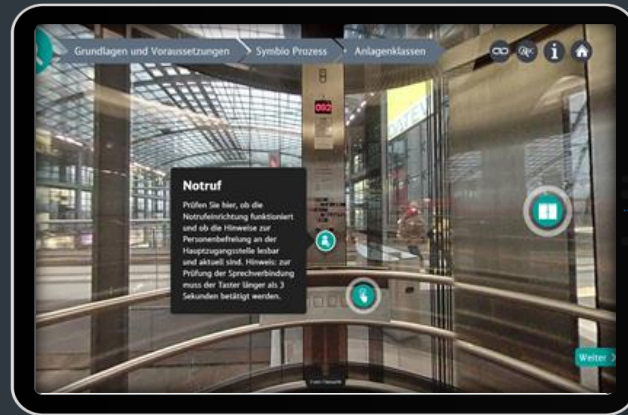 Grundlagen und Voraussetzungen
Symbio Prozess
Anlagenklassen
Notruf
Prüfen Sie hier, ob die
Notrufeinrichtung funktioniert
und ob die Hinweise zur
Personenbefreiung an der
Hauptzugangsstelle lesbar
und aktuell sind. Hinweis: zur
Prüfung der Sprechverbindung
muss der Taster länger als 3
Sekunden betätigt werden.
DATEV
Weiter